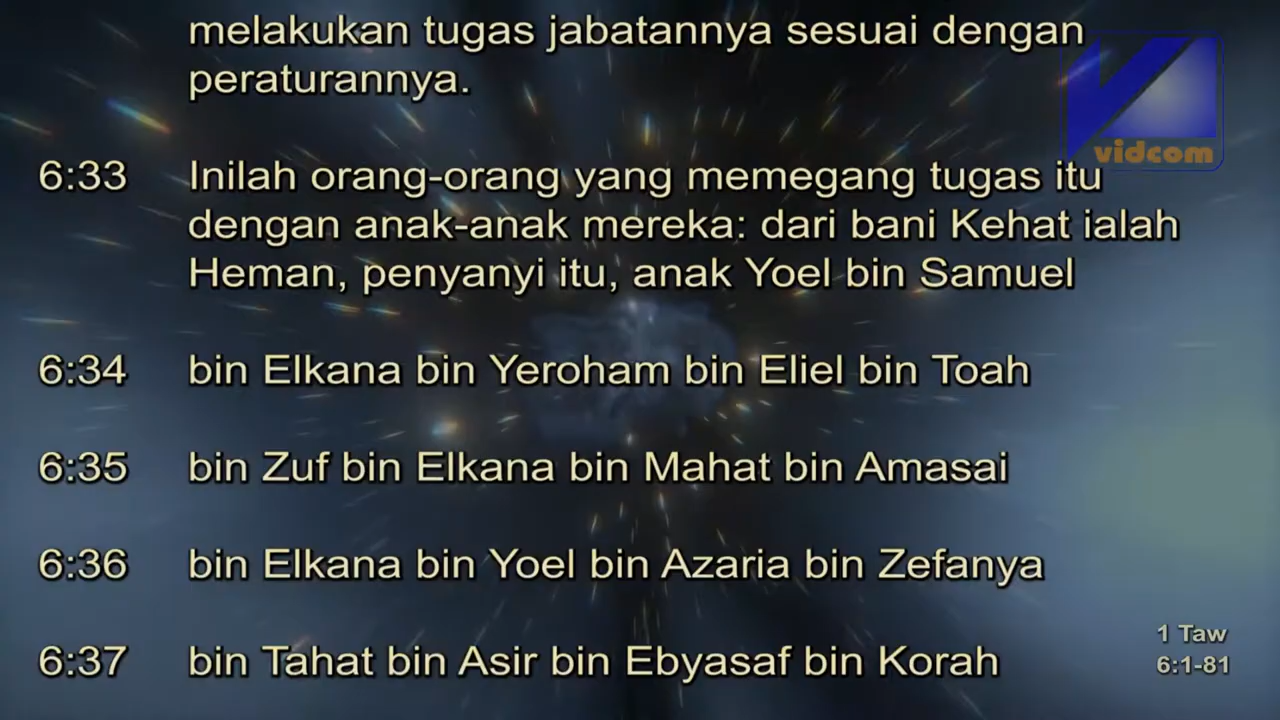 melakukan tugas jabatannya sesuai dengan
peraturannya.
vidcom
6:33 Inilah orang-orang yang memegang tugas itu
dengan anak-anak mereka: dari bani Kehat ialah
Heman, penyanyi itu, anak Yoel bin Samuel
6:34 bin Elkana bin Yeroham bin Eliel bin Toah
6:35 bin Zuf bin Elkana bin Mahat bin Amasai
6:36 bin Elkana bin Yoel bin Azaria bin Zefanya
6:37 bin Tahat bin Asir bin Ebyasaf bin Korah
1 Taw
6:1-81